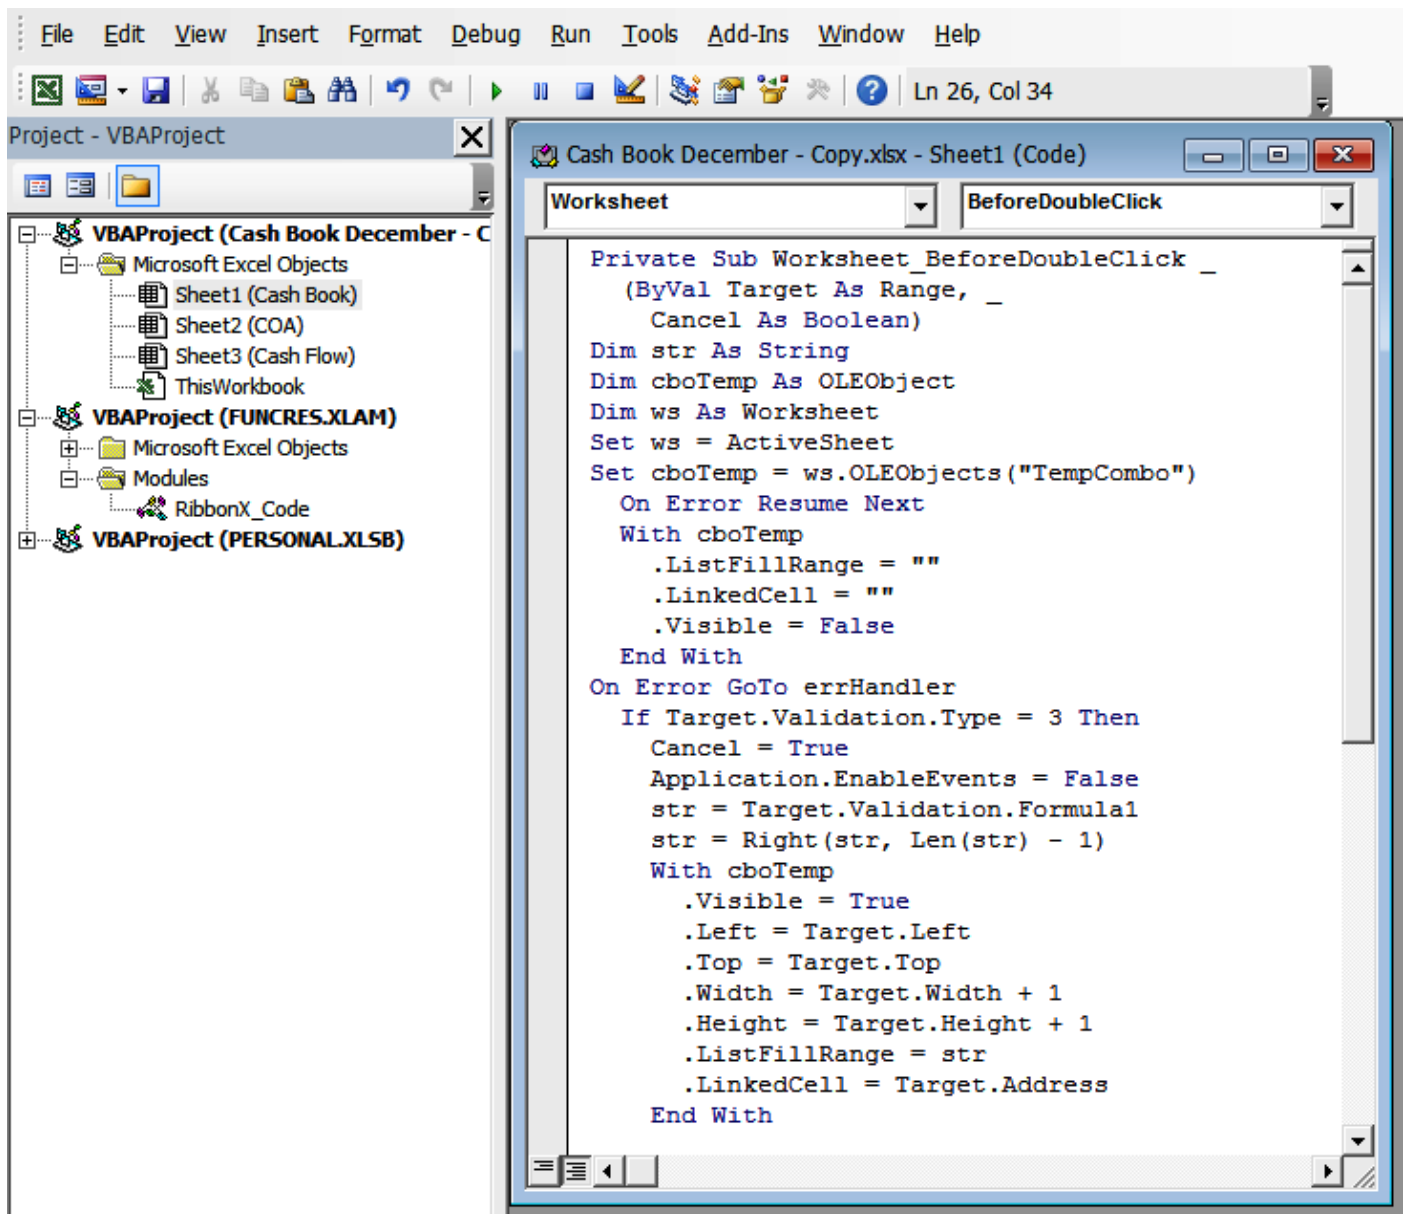 File Edit View Insert Format Debug Run Tools Add-Ins Window Help
Ln 26, Col 34
Project - VBAProject
VBAProject (Cash Book December - C
Microsoft Excel Objects
Sheet1 (Cash Book)
Sheet2 (COA)
Sheet3 (Cash Flow)
ThisWorkbook
VBAProject (FUNCRES.XLAM)
Microsoft Excel Objects
Modules
RibbonX_Code
VBAProject (PERSONAL.XLSB)
Cash Book December - Copy.xlsx - Sheet1 (Code)
Worksheet BeforeDoubleClick
Private Sub Worksheet_BeforeDoubleClick _
(ByVal Target As Range, _
Cancel As Boolean)
Dim str As String
Dim cboTemp As OLEObject
Dim ws As Worksheet
Set ws = ActiveSheet
Set cboTemp = ws.OLEObjects("TempCombo")
On Error Resume Next
With cboTemp
.ListFillRange = ""
.LinkedCell = ""
.Visible = False
End With
On Error GoTo errHandler
If Target.Validation.Type = 3 Then
Cancel = True
Application.EnableEvents = False
str = Target.Validation.Formula1
str = Right(str, Len(str) - 1)
With cboTemp
.Visible = True
.Left = Target.Left
.Top = Target.Top
.Width = Target.Width + 1
.Height = Target.Height + 1
.ListFillRange = str
.LinkedCell = Target.Address
End With